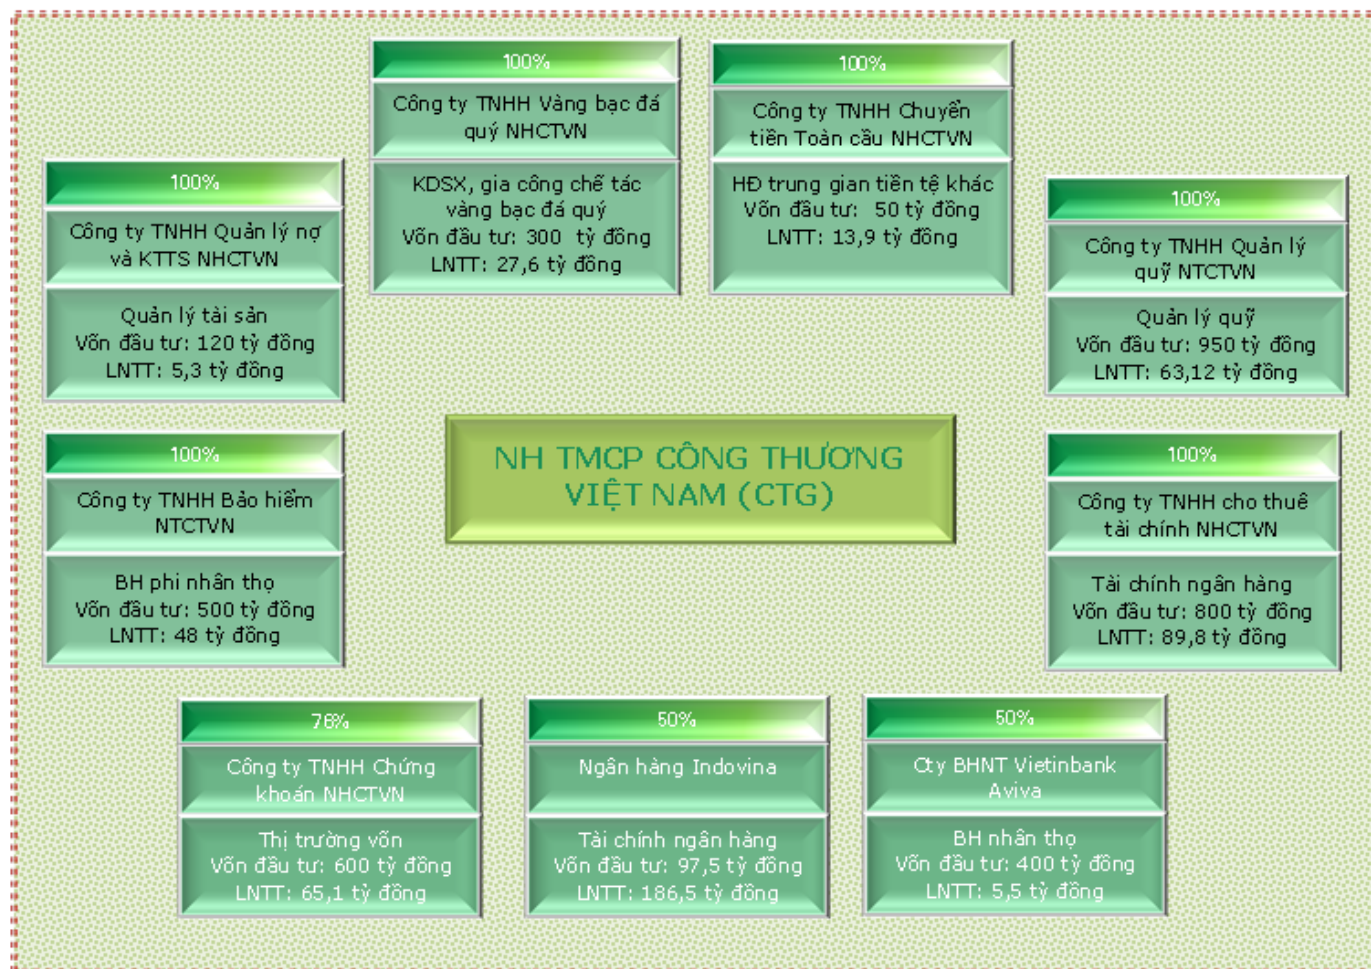 100%
Công ty TNHH Vàng bạc đá
quý NHCTVN
KDSX, gia công chế tác
vàng bạc đá quý
Vốn đầu tư: 300 tỷ đồng
LNTT: 27,6 tỷ đồng
100%
Công ty TNHH Chuyển
tiền Toàn cầu NHCTVN
HĐ trung gian tiền tệ khác
Vốn đầu tư: 50 tỷ đồng
LNTT: 13,9 tỷ đồng
100%
Công ty TNHH Quản lý nợ
và KTTS NHCTVN
Quản lý tài sản
Vốn đầu tư: 120 tỷ đồng
LNTT: 5,3 tỷ đồng
100%
Công ty TNHH Quản lý
quỹ NTCTVN
Quản lý quỹ
Vốn đầu tư: 950 tỷ đồng
LNTT: 63,12 tỷ đồng
NH TMCP CÔNG THƯƠNG
VIỆT NAM (CTG)
100%
Công ty TNHH Bảo hiểm
NTCTVN
BH phi nhân thọ
Vốn đầu tư: 500 tỷ đồng
LNTT: 48 tỷ đồng
100%
Công ty TNHH cho thuê
tài chính NHCTVN
Tài chính ngân hàng
Vốn đầu tư: 800 tỷ đồng
LNTT: 89,8 tỷ đồng
76%
Công ty TNHH Chứng
khoán NHCTVN
Thị trường vốn
Vốn đầu tư: 600 tỷ đồng
LNTT: 65,1 tỷ đồng
50%
Ngân hàng Indovina
Tài chính ngân hàng
Vốn đầu tư: 97,5 tỷ đồng
LNTT: 186,5 tỷ đồng
50%
Cty BHNT Vietinbank
Aviva
BH nhân thọ
Vốn đầu tư: 400 tỷ đồng
LNTT: 5,5 tỷ đồng